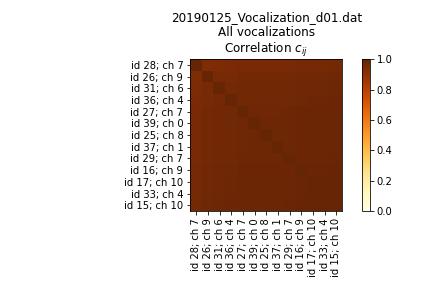 20190125_Vocalization_d01.dat
All vocalizations
Correlation c_ij
id 28; ch 7
id 26; ch 9
id 31; ch 6
id 36; ch 4
id 27; ch 7
id 39; ch 0
id 25; ch 8
id 37; ch 1
id 29; ch 7
id 16; ch 9
id 17; ch 10
id 33; ch 4
id 15; ch 10
1.0
0.8
0.6
0.4
0.2
0.0
id 28; ch 7
id 26; ch 9
id 31; ch 6
id 36; ch 4
id 27; ch 7
id 39; ch 0
id 25; ch 8
id 37; ch 1
id 29; ch 7
id 16; ch 9
id 17; ch 10
id 33; ch 4
id 15; ch 10